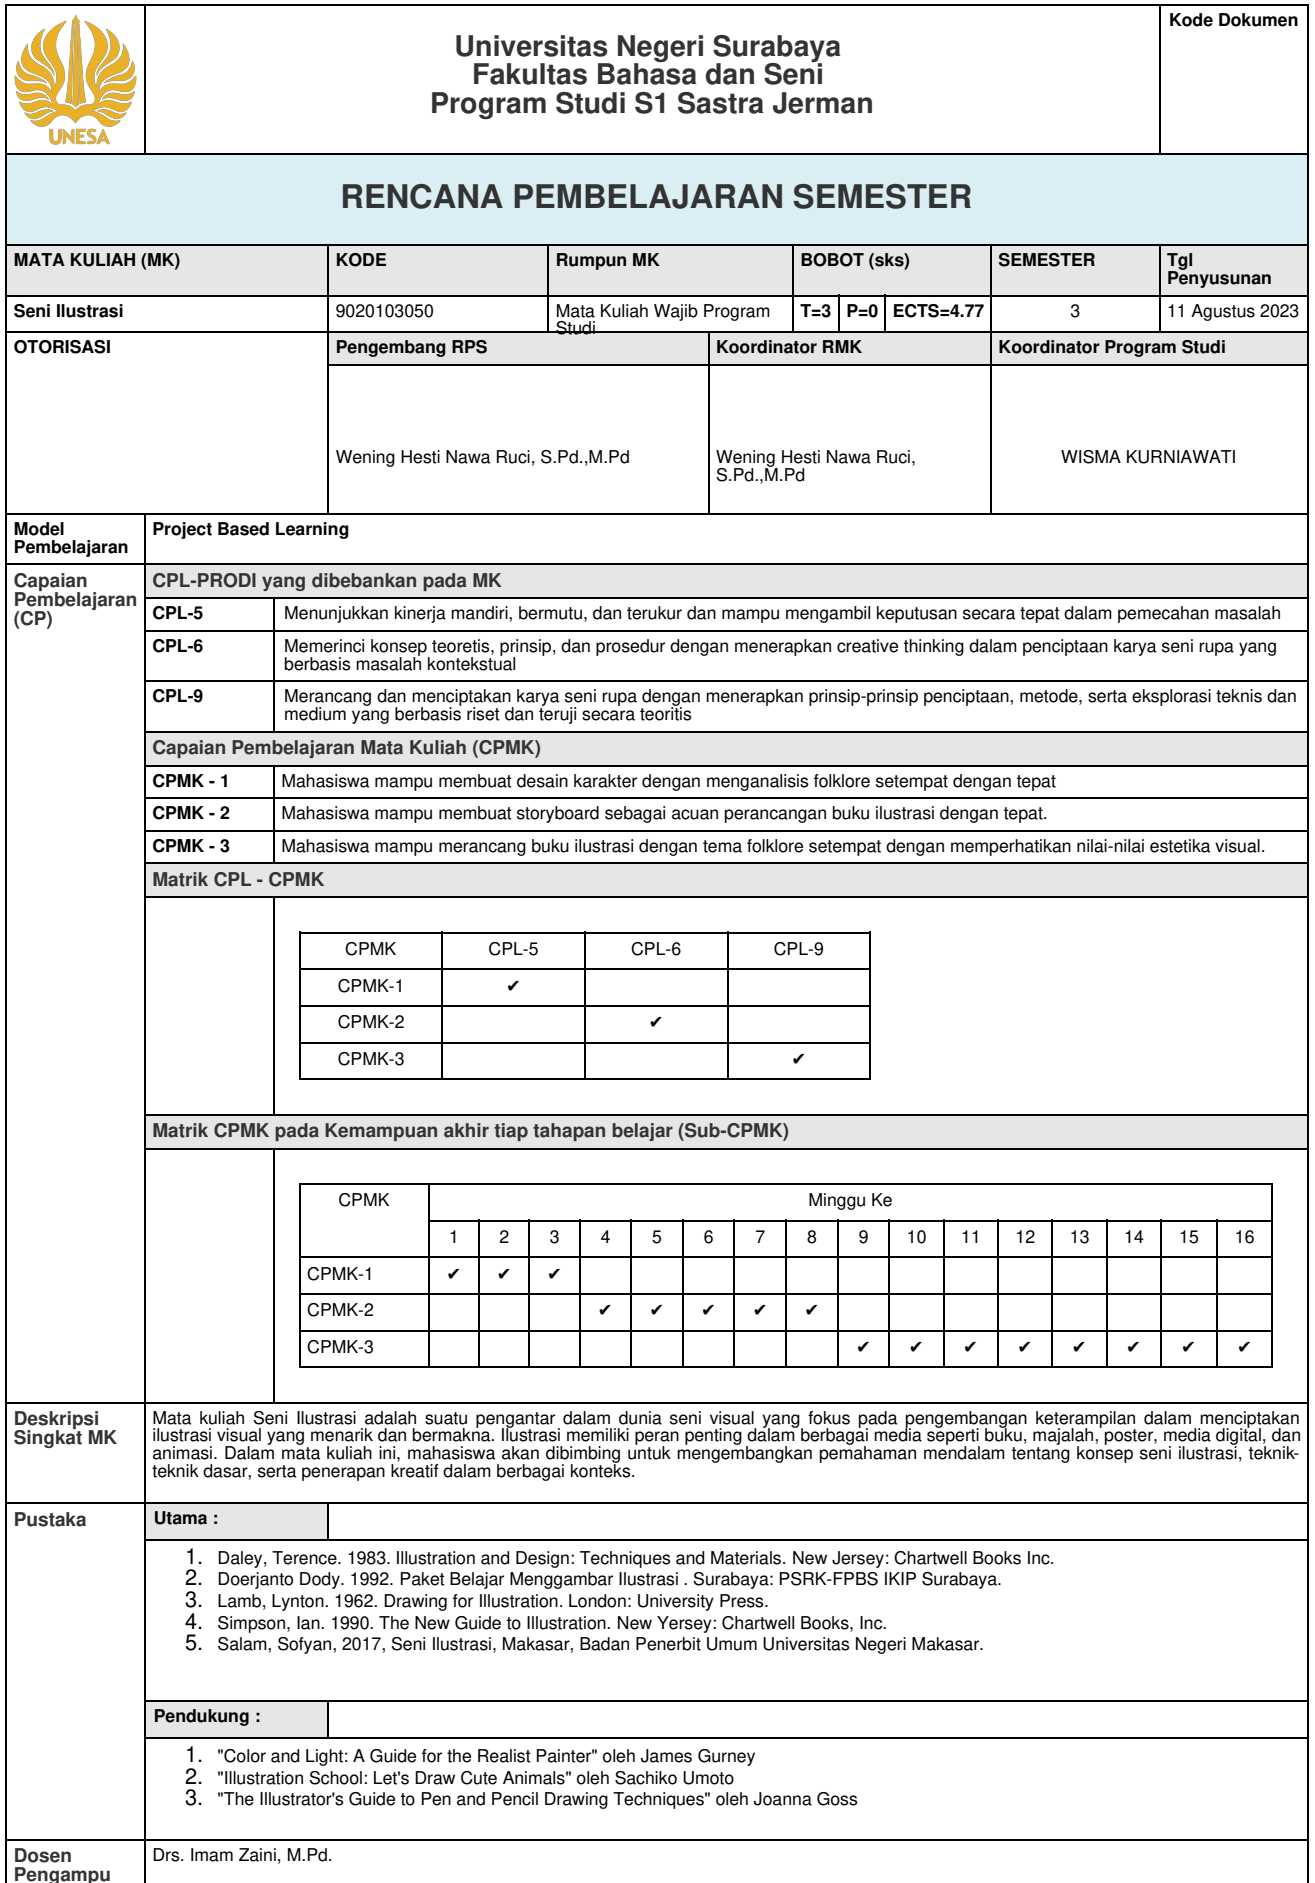 UNESA
Universitas Negeri Surabaya
Fakultas Bahasa dan Seni
Program Studi S1 Sastra Jerman
Kode Dokumen
RENCANA PEMBELAJARAN SEMESTER
MATA KULIAH (MK) KODE Rumpun MK BOBOT (sks) SEMESTER Tgl
Penyusunan
Seni Ilustrasi 9020103050 Mata Kuliah Wajib Program
Studi
T=3 P=0 ECTS=4.77 3 11 Agustus 2023
OTORISASI Pengembang RPS Koordinator RMK Koordinator Program Studi
Wening Hesti Nawa Ruci, S.Pd.,M.Pd Wening Hesti Nawa Ruci,
S.Pd.,M.Pd
WISMA KURNIAWATI
Model
Pembelajaran
Project Based Learning
Capaian
Pembelajaran
(CP)
CPL-PRODI yang dibebankan pada MK
CPL-5 Menunjukkan kinerja mandiri, bermutu, dan terukur dan mampu mengambil keputusan secara tepat dalam pemecahan masalah
CPL-6 Memerinci konsep teoretis, prinsip, dan prosedur dengan menerapkan creative thinking dalam penciptaan karya seni rupa yang
berbasis masalah kontekstual
CPL-9 Merancang dan menciptakan karya seni rupa dengan menerapkan prinsip-prinsip penciptaan, metode, serta eksplorasi teknis dan
medium yang berbasis riset dan teruji secara teoritis
Capaian Pembelajaran Mata Kuliah (CPMK)
CPMK - 1 Mahasiswa mampu membuat desain karakter dengan menganalisis folklore setempat dengan tepat
CPMK - 2 Mahasiswa mampu membuat storyboard sebagai acuan perancangan buku ilustrasi dengan tepat.
CPMK - 3 Mahasiswa mampu merancang buku ilustrasi dengan tema folklore setempat dengan memperhatikan nilai-nilai estetika visual.
Matrik CPL - CPMK
CPMK CPL-5 CPL-6 CPL-9
CPMK-1 ✔
CPMK-2 ✔
CPMK-3 ✔
Matrik CPMK pada Kemampuan akhir tiap tahapan belajar (Sub-CPMK)
CPMK Minggu Ke
1 2 3 4 5 6 7 8 9 10 11 12 13 14 15 16
CPMK-1 ✔ ✔ ✔
CPMK-2 ✔ ✔ ✔ ✔ ✔
CPMK-3 ✔ ✔ ✔ ✔ ✔ ✔ ✔ ✔
Deskripsi
Singkat MK
Mata kuliah Seni Ilustrasi adalah suatu pengantar dalam dunia seni visual yang fokus pada pengembangan keterampilan dalam menciptakan
ilustrasi visual yang menarik dan bermakna. Ilustrasi memiliki peran penting dalam berbagai media seperti buku, majalah, poster, media digital, dan
animasi. Dalam mata kuliah ini, mahasiswa akan dibimbing untuk mengembangkan pemahaman mendalam tentang konsep seni ilustrasi, teknik-
teknik dasar, serta penerapan kreatif dalam berbagai konteks.
Pustaka
Utama :
1. Daley, Terence. 1983. Illustration and Design: Techniques and Materials. New Jersey: Chartwell Books Inc.
2. Doerjanto Dody. 1992. Paket Belajar Menggambar Ilustrasi . Surabaya: PSRK-FPBS IKIP Surabaya.
3. Lamb, Lynton. 1962. Drawing for Illustration. London: University Press.
4. Simpson, Ian. 1990. The New Guide to Illustration. New Yersey: Chartwell Books, Inc.
5. Salam, Sofyan, 2017, Seni Ilustrasi, Makasar, Badan Penerbit Umum Universitas Negeri Makasar.
Pendukung :
1. "Color and Light: A Guide for the Realist Painter" oleh James Gurney
2. "Illustration School: Let's Draw Cute Animals" oleh Sachiko Umoto
3. "The Illustrator's Guide to Pen and Pencil Drawing Techniques" oleh Joanna Goss
Dosen
Pengampu
Drs. Imam Zaini, M.Pd.